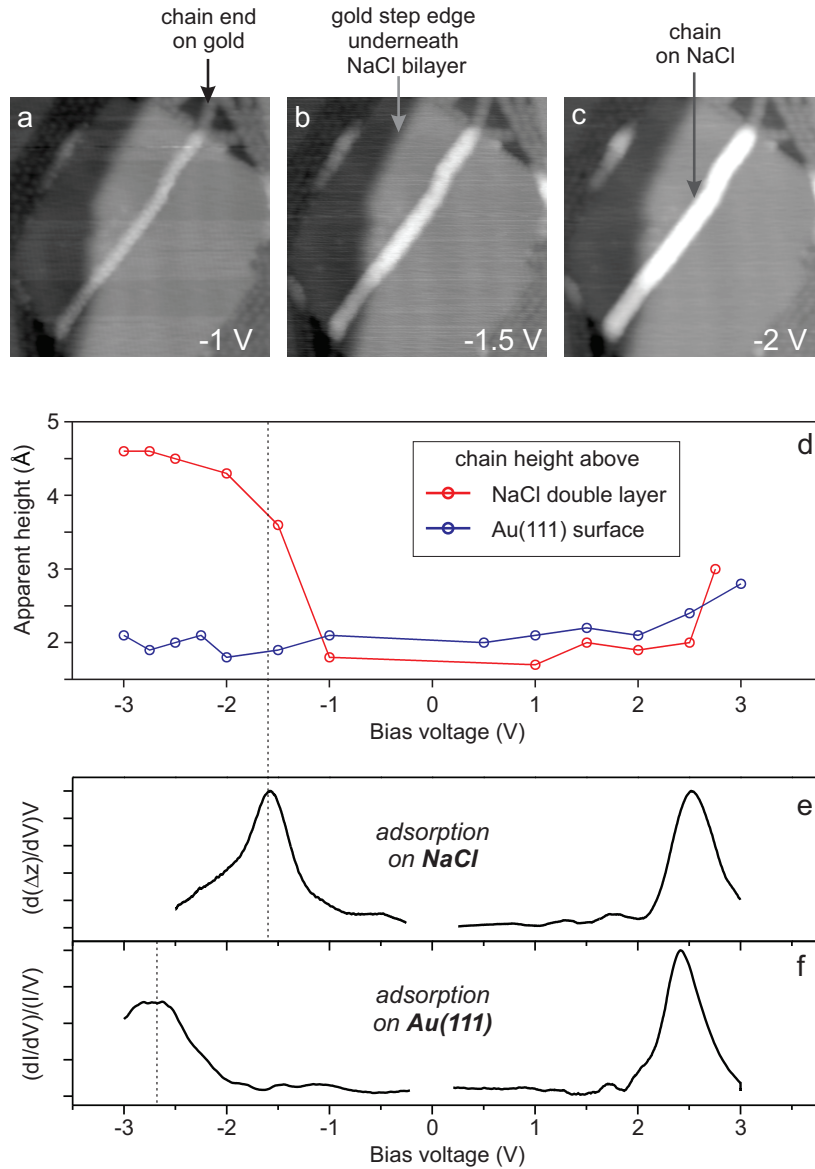 chain end
on gold
gold step edge
underneath
NaCl bilayer
chain
on NaCl
a
-1 V
b
-1.5 V
c
-2 V
d
5
4
3
2
Apparent height (Å)
chain height above
NaCl double layer
Au(111) surface
-3 -2 -1 0 1 2 3
Bias voltage (V)
e
(d(Δz)/dV)V
adsorption
on NaCl
f
(dI/dV)/(I/V)
adsorption
on Au(111)
-3 -2 -1 0 1 2 3
Bias voltage (V)